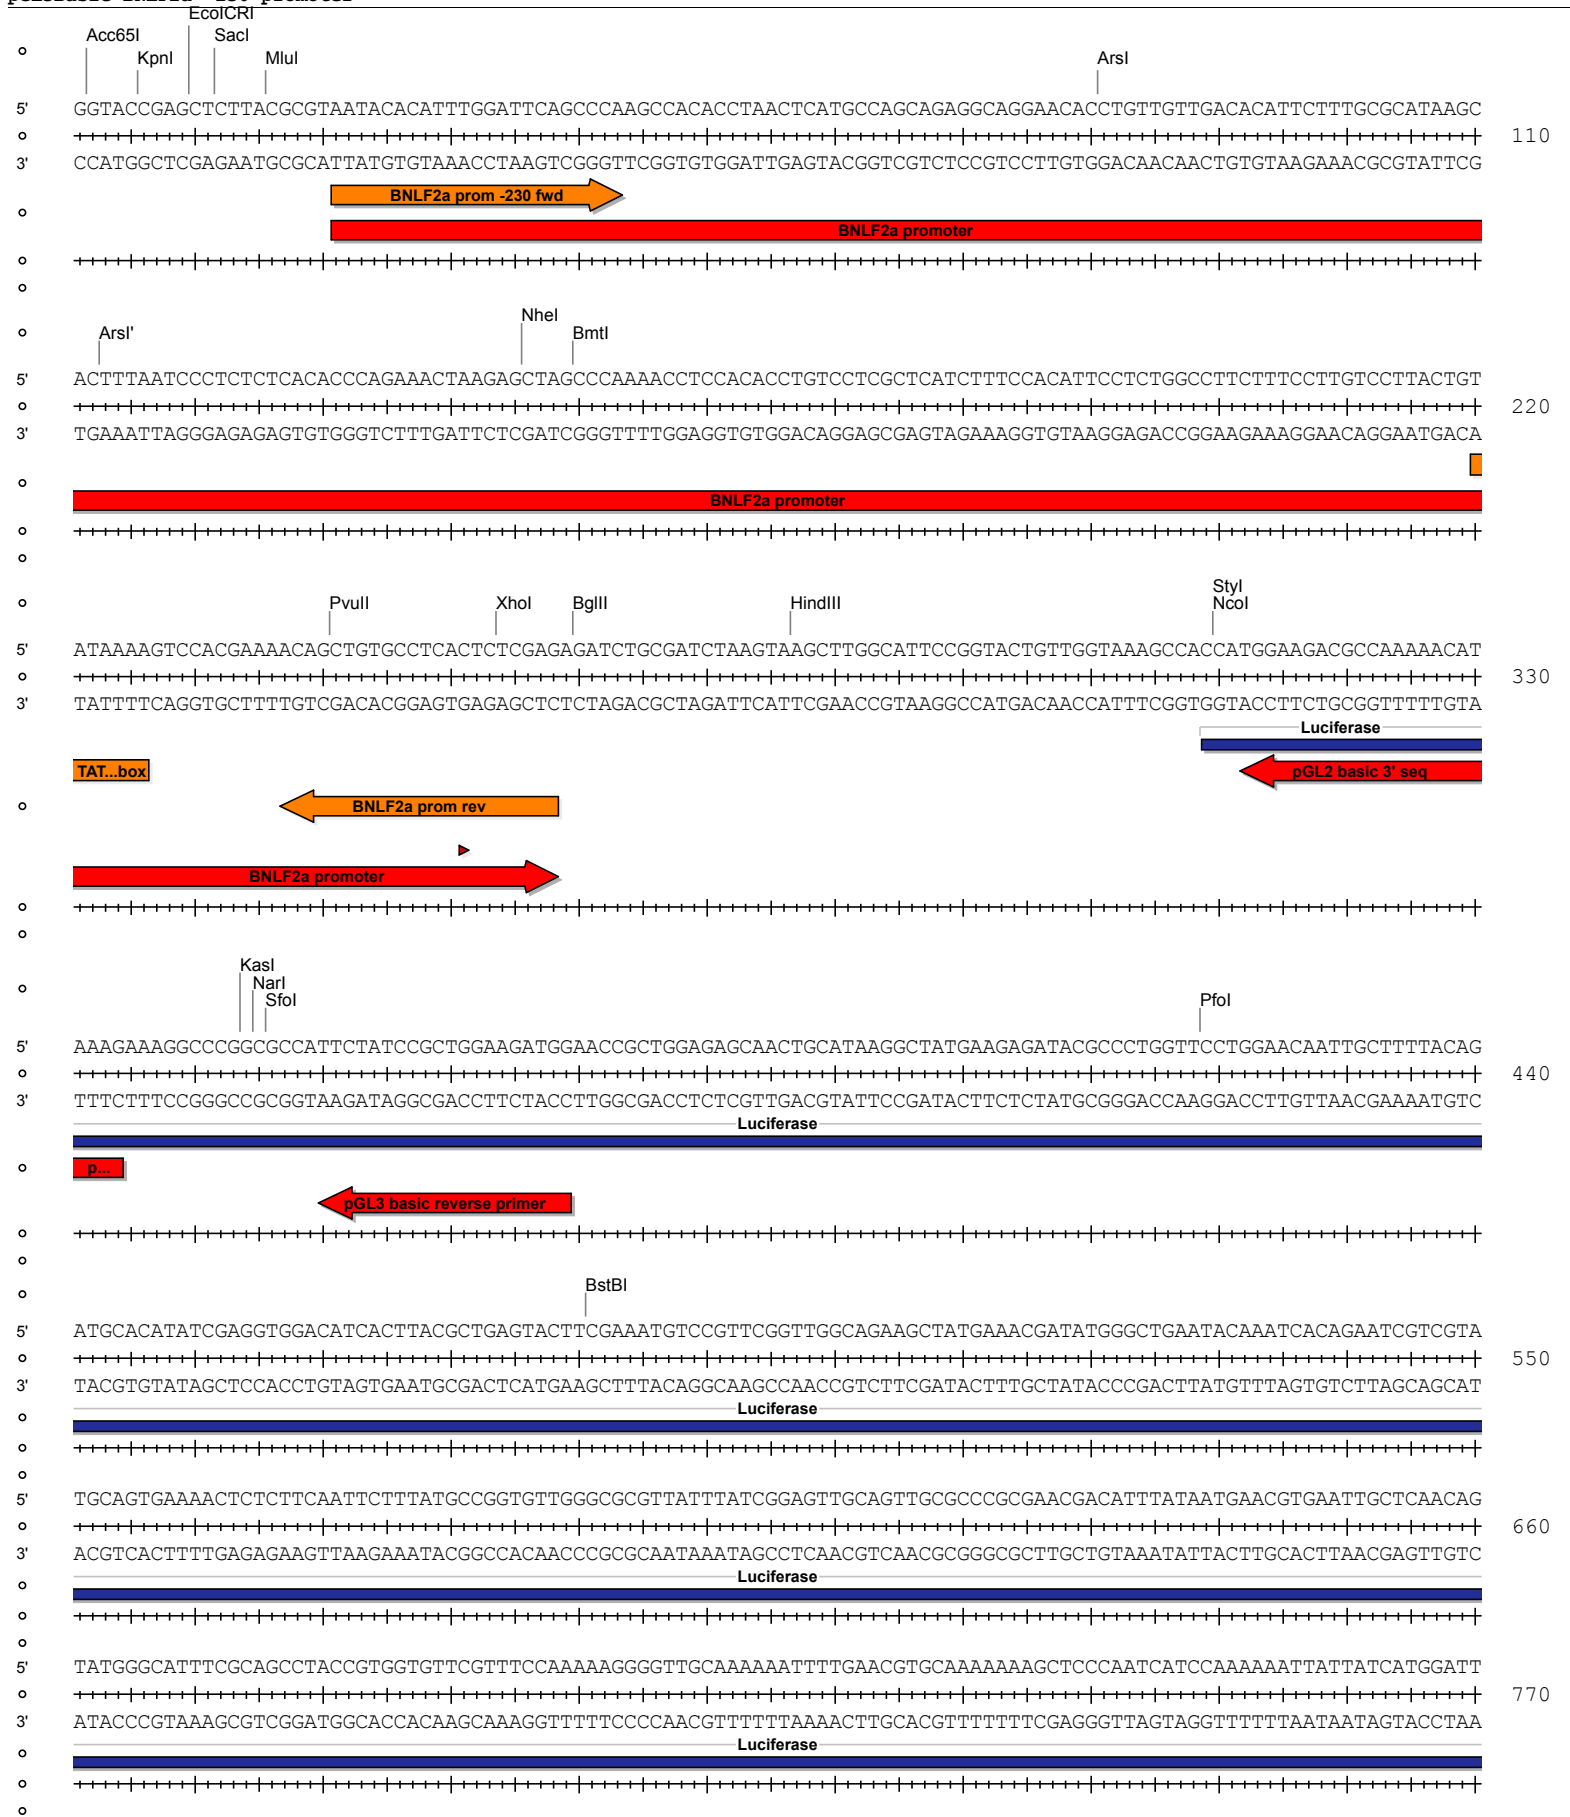 EcoICRI
Acc65I SacI
KpnI MluI ArsI
5' GGTACCGAGCTCTTACGCGTAATACACATTTGGATTCAGCCCAAGCCACACCTAACTCATGCCAGCAGAGGCAGGAACACCTGTTGTTGACACATTCTTTGCGCATAAGC
110
3' CCATGGCTCGAGAATGCGCATTATGTGTAAACCTAAGTCGGGTTCGGTGTGGATTGAGTACGGTCGTCTCCGTCCTTGTGGACAACAACTGTGTAAGAAACGCGTATTCG
BNLF2a prom -230 fwd
BNLF2a promoter
NheI
ArsI' BmtI
5' ACTTTAATCCCTCTCTCACACCCAGAAACTAAGAGCTAGCCCAAAACCTCCACACCTGTCCTCGCTCATCTTTCCACATTCCTCTGGCCTTCTTTCCTTGTCCTTACTGT
220
3' TGAAATTAGGGAGAGAGTGTGGGTCTTTGATTCTCGATCGGGTTTTGGAGGTGTGGACAGGAGCGAGTAGAAAGGTGTAAGGAGACCGGAAGAAAGGAACAGGAATGACA
BNLF2a promoter
StyI
PvuII XhoI BglII HindIII NcoI
5' ATAAAAGTCCACGAAAACAGCTGTGCCTCACTCTCGAGAGATCTGCGATCTAAGTAAGCTTGGCATTCCGGTACTGTTGGTAAAGCCACCATGGAAGACGCCAAAAACAT
330
3' TATTTTCAGGTGCTTTTGTCGACACGGAGTGAGAGCTCTCTAGACGCTAGATTCATTCGAACCGTAAGGCCATGACAACCATTTCGGTGGTACCTTCTGCGGTTTTTGTA
Luciferase
TAT...box pGL2 basic 3' seq
BNLF2a prom rev
BNLF2a promoter
KasI
NarI
SfoI PfoI
5' AAAGAAAGGCCCGGCGCCATTCTATCCGCTGGAAGATGGAACCGCTGGAGAGCAACTGCATAAGGCTATGAAGAGATACGCCCTGGTTCCTGGAACAATTGCTTTTACAG
440
3' TTTCTTTCCGGGCCGCGGTAAGATAGGCGACCTTCTACCTTGGCGACCTCTCGTTGACGTATTCCGATACTTCTCTATGCGGGACCAAGGACCTTGTTAACGAAAATGTC
Luciferase
p...
pGL3 basic reverse primer
BstBI
5' ATGCACATATCGAGGTGGACATCACTTACGCTGAGTACTTCGAAATGTCCGTTCGGTTGGCAGAAGCTATGAAACGATATGGGCTGAATACAAATCACAGAATCGTCGTA
550
3' TACGTGTATAGCTCCACCTGTAGTGAATGCGACTCATGAAGCTTTACAGGCAAGCCAACCGTCTTCGATACTTTGCTATACCCGACTTATGTTTAGTGTCTTAGCAGCAT
Luciferase
5' TGCAGTGAAAACTCTCTTCAATTCTTTATGCCGGTGTTGGGCGCGTTATTTATCGGAGTTGCAGTTGCGCCCGCGAACGACATTTATAATGAACGTGAATTGCTCAACAG
660
3' ACGTCACTTTTGAGAGAAGTTAAGAAATACGGCCACAACCCGCGCAATAAATAGCCTCAACGTCAACGCGGGCGCTTGCTGTAAATATTACTTGCACTTAACGAGTTGTC
Luciferase
5' TATGGGCATTTCGCAGCCTACCGTGGTGTTCGTTTCCAAAAAGGGGTTGCAAAAAATTTTGAACGTGCAAAAAAAGCTCCCAATCATCCAAAAAATTATTATCATGGATT
770
3' ATACCCGTAAAGCGTCGGATGGCACCACAAGCAAAGGTTTTTCCCCAACGTTTTTTAAAACTTGCACGTTTTTTTCGAGGGTTAGTAGGTTTTTTAATAATAGTACCTAA
Luciferase